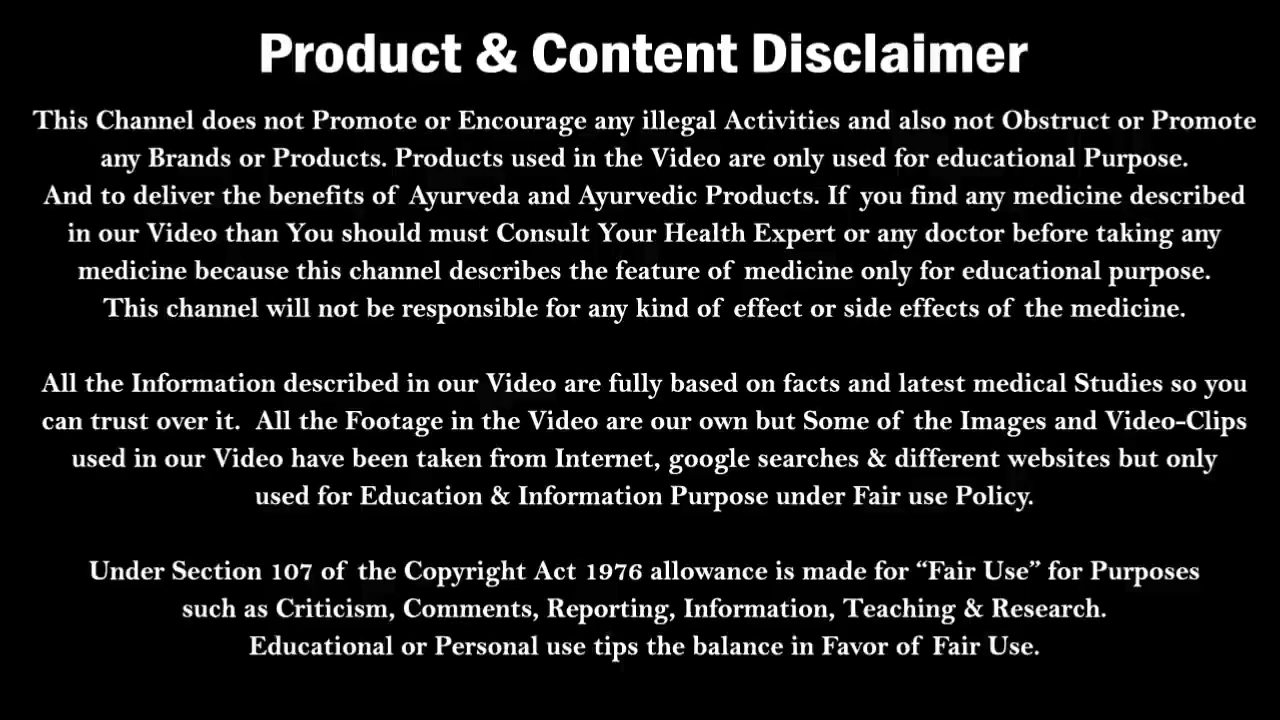 Product & Content Disclaimer
This Channel does not Promote or Encourage any illegal Activities and also not Obstruct or Promote
any Brands or Products. Products used in the Video are only used for educational Purpose.
And to deliver the benefits of Ayurveda and Ayurvedic Products. If you find any medicine described
in our Video than You should must Consult Your Health Expert or any doctor before taking any
medicine because this channel describes the feature of medicine only for educational purpose.
This channel will not be responsible for any kind of effect or side effects of the medicine.
All the Information described in our Video are fully based on facts and latest medical Studies so you
can trust over it. All the Footage in the Video are our own but Some of the Images and Video-Clips
used in our Video have been taken from Internet, google searches & different websites but only
used for Education & Information Purpose under Fair use Policy.
Under Section 107 of the Copyright Act 1976 allowance is made for “Fair Use” for Purposes
such as Criticism, Comments, Reporting, Information, Teaching & Research.
Educational or Personal use tips the balance in Favor of Fair Use.